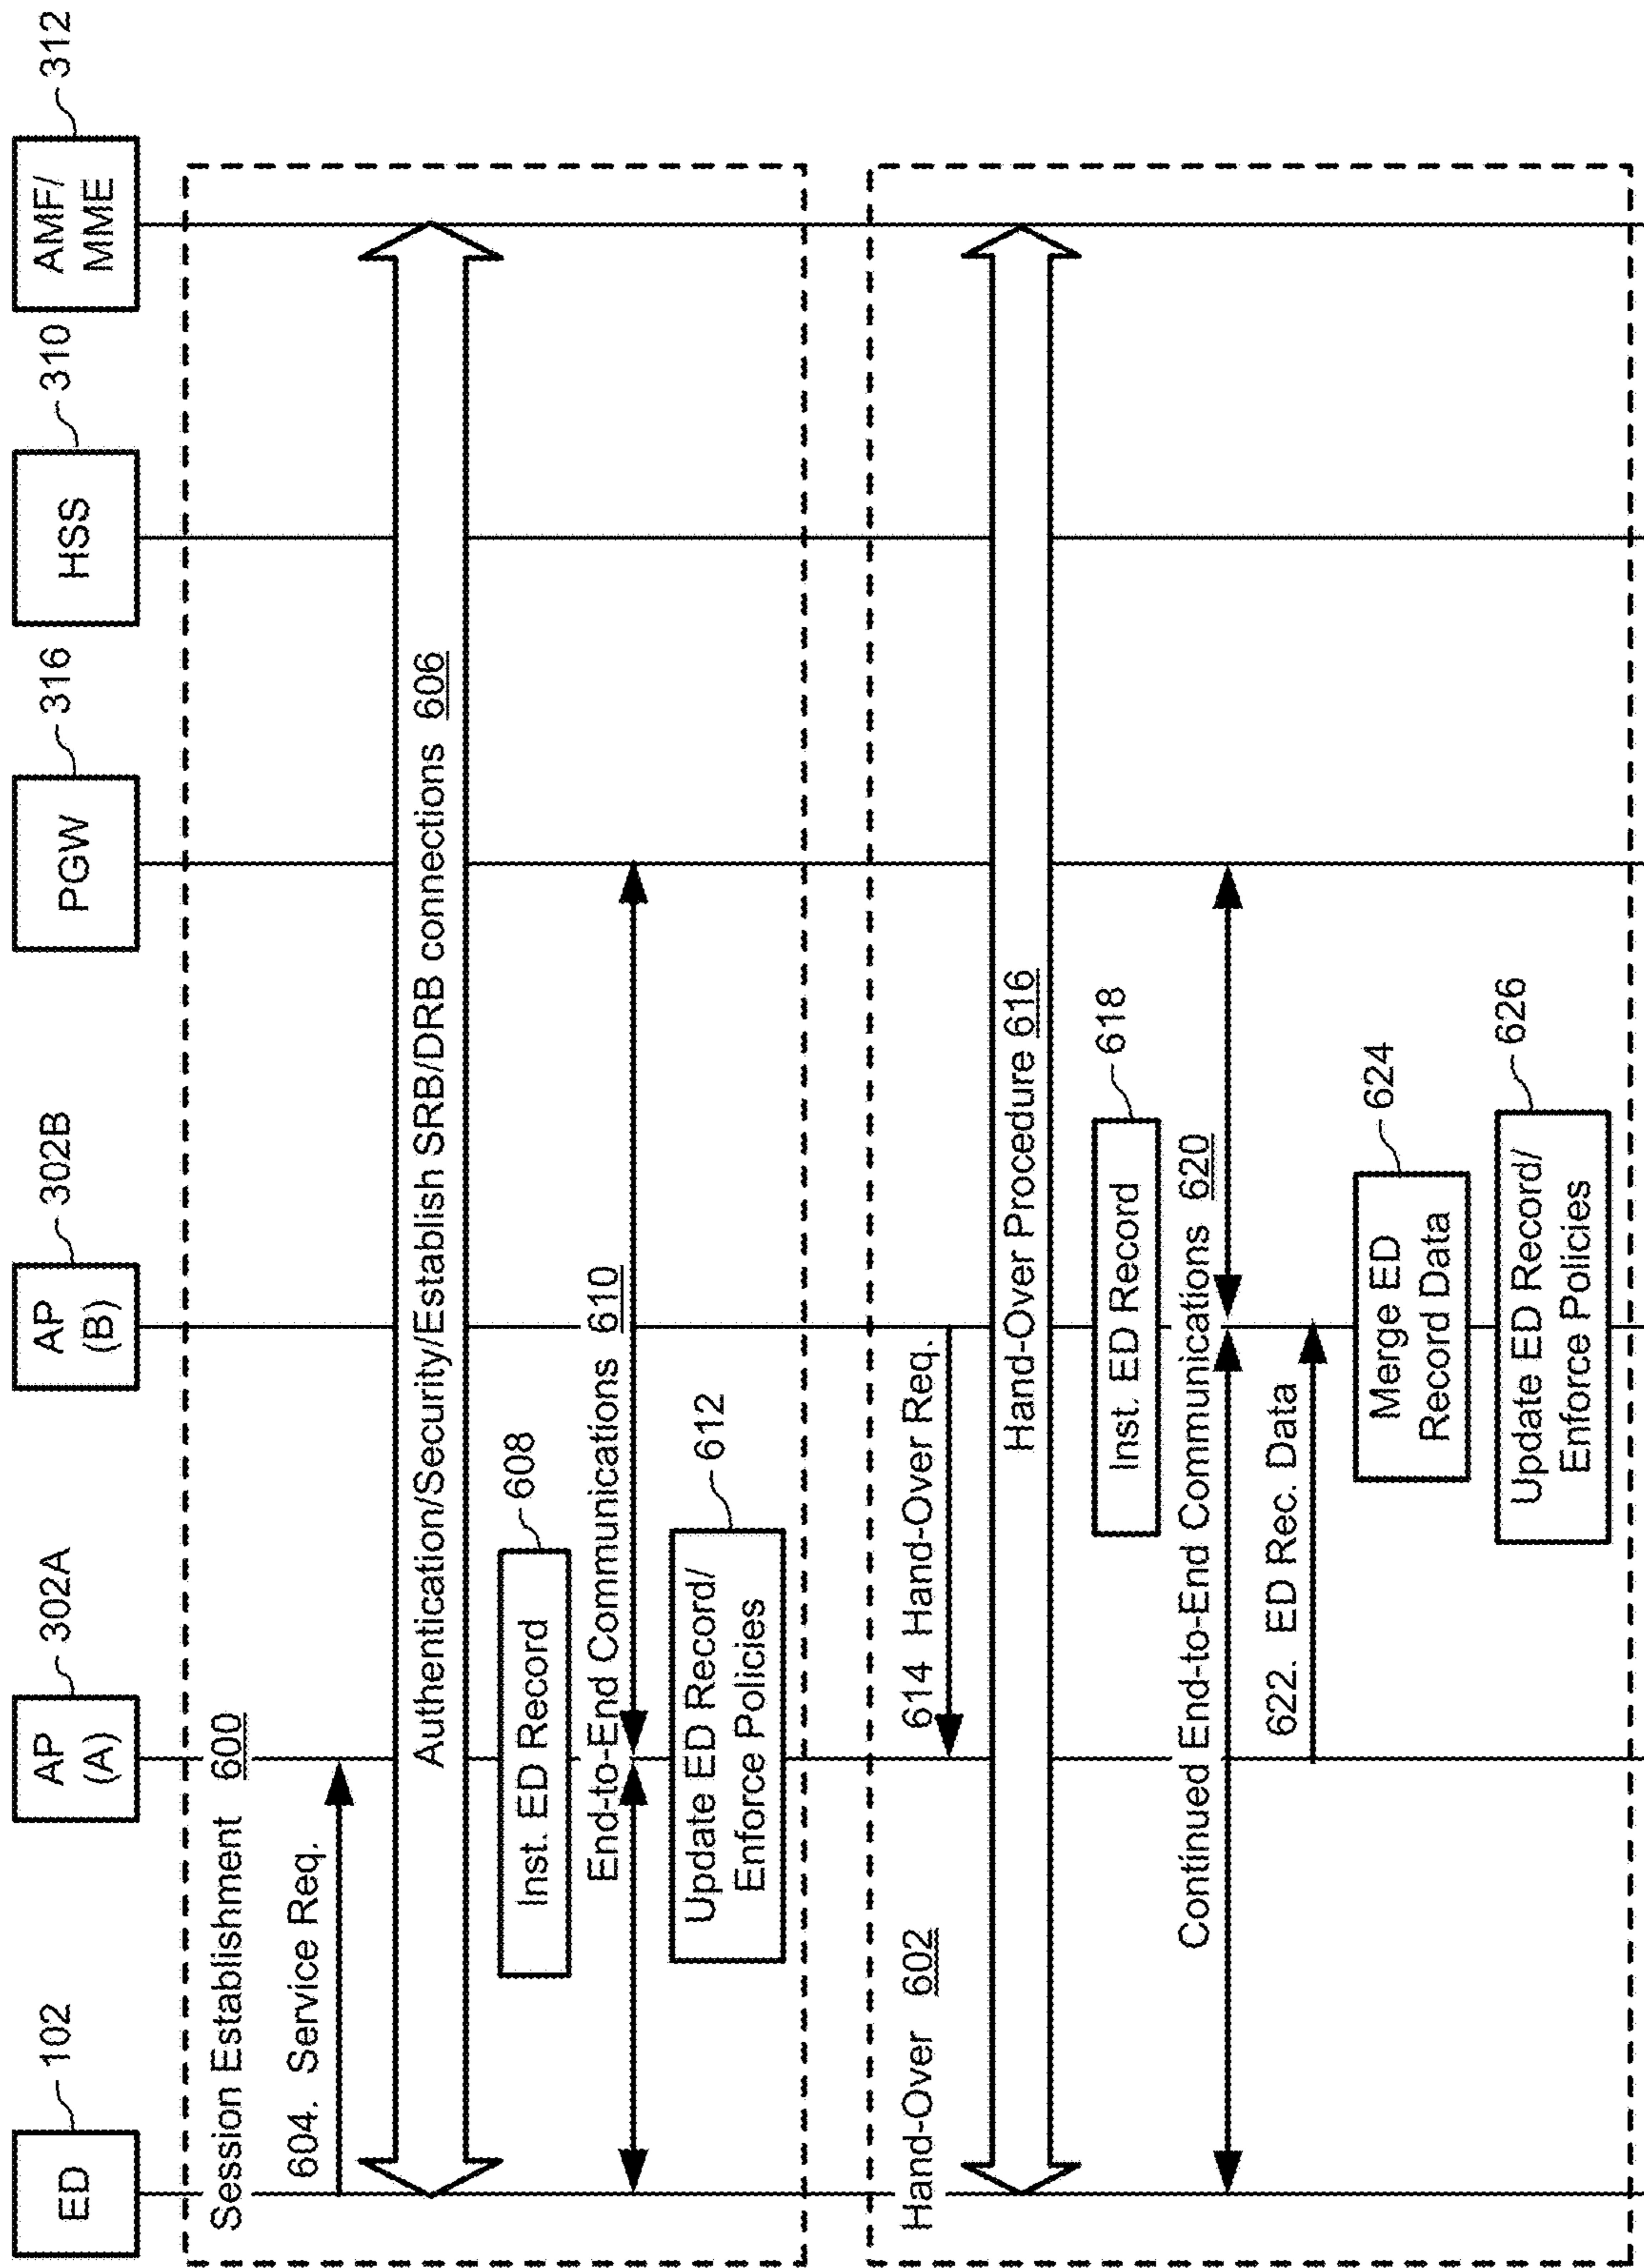 ED
102
AP
(A)
302A
AP
(B)
302B
PGW
316
HSS
310
AMF/
MME
312
Session Establishment 600
604. Service Req.
Authentication/Security/Establish SRB/DRB connections 606
Inst. ED Record
608
End-to-End Communications 610
Update ED Record/
Enforce Policies
612
Hand-Over 602
614 Hand-Over Req.
Hand-Over Procedure 616
Inst. ED Record
618
Continued End-to-End Communications 620
622. ED Rec. Data
Merge ED
Record Data
624
Update ED Record/
Enforce Policies
626